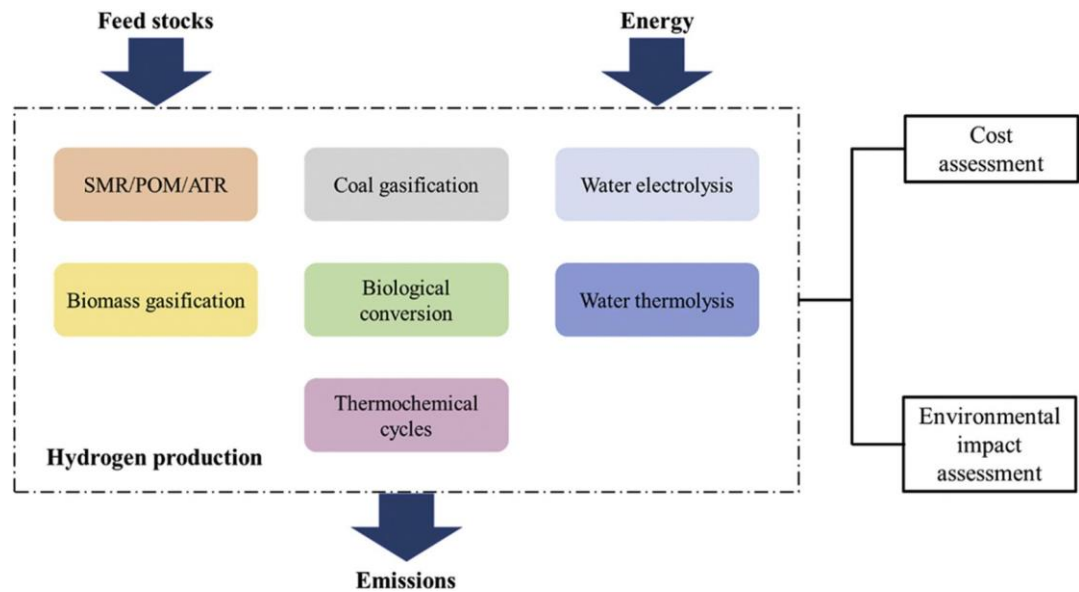 Feed stocks
Energy
SMR/POM/ATR
Coal gasification
Water electrolysis
Cost
assessment
Biomass gasification
Biological
conversion
Water thermolysis
Thermochemical
cycles
Hydrogen production
Environmental
impact
assessment
Emissions